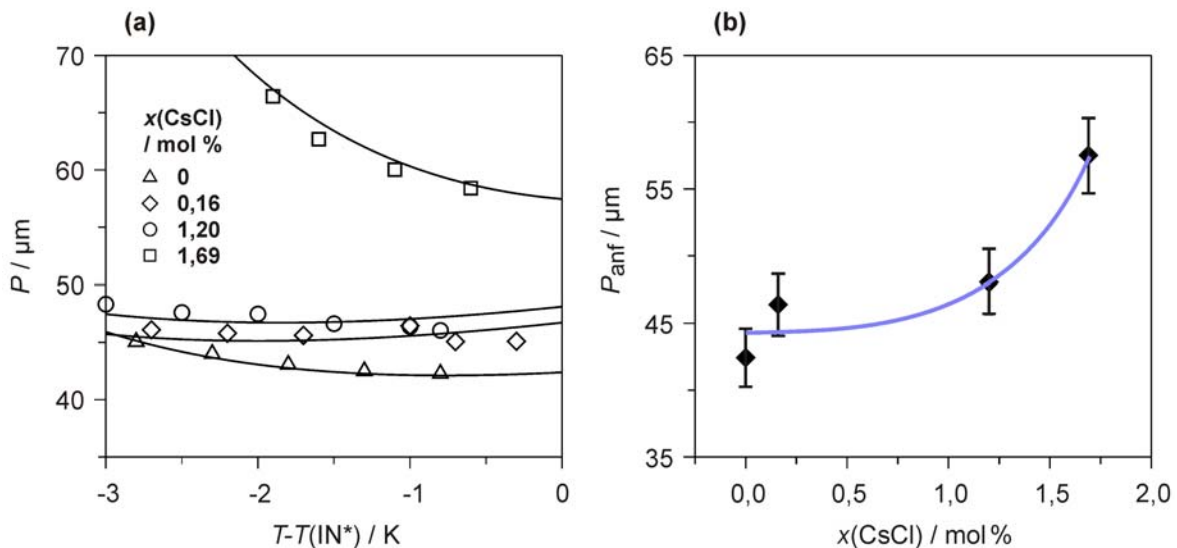 (a)
70
60
50
40
P / µm
x(CsCl)
/ mol %
0
0,16
1,20
1,69
-3
-2
-1
0
T-T(IN*) / K
(b)
65
55
45
35
Panf / µm
0,0
0,5
1,0
1,5
2,0
x(CsCl) / mol %